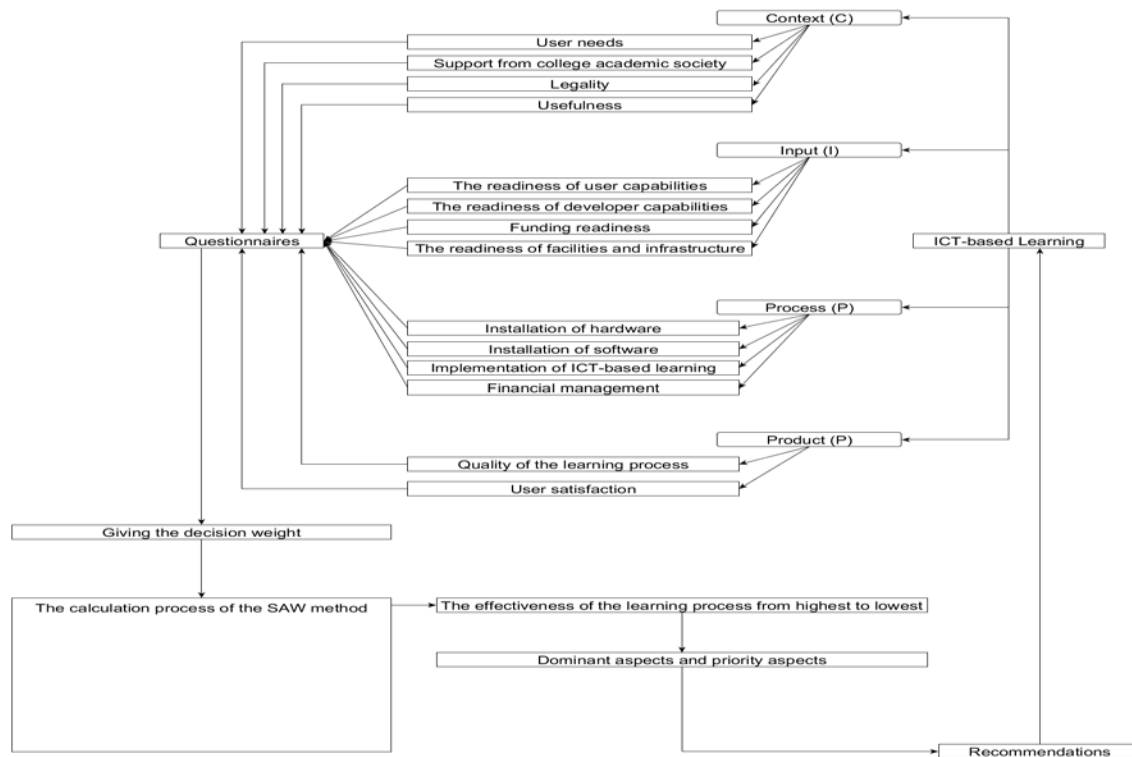 Context (C)
User needs
Support from college academic society
Legality
Usefulness
Input (I)
The readiness of user capabilities
The readiness of developer capabilities
Funding readiness
The readiness of facilities and infrastructure
Questionnaires
ICT-based Learning
Process (P)
Installation of hardware
Installation of software
Implementation of ICT-based learning
Financial management
Product (P)
Quality of the learning process
User satisfaction
Giving the decision weight
The calculation process of the SAW method
The effectiveness of the learning process from highest to lowest
Dominant aspects and priority aspects
Recommendations